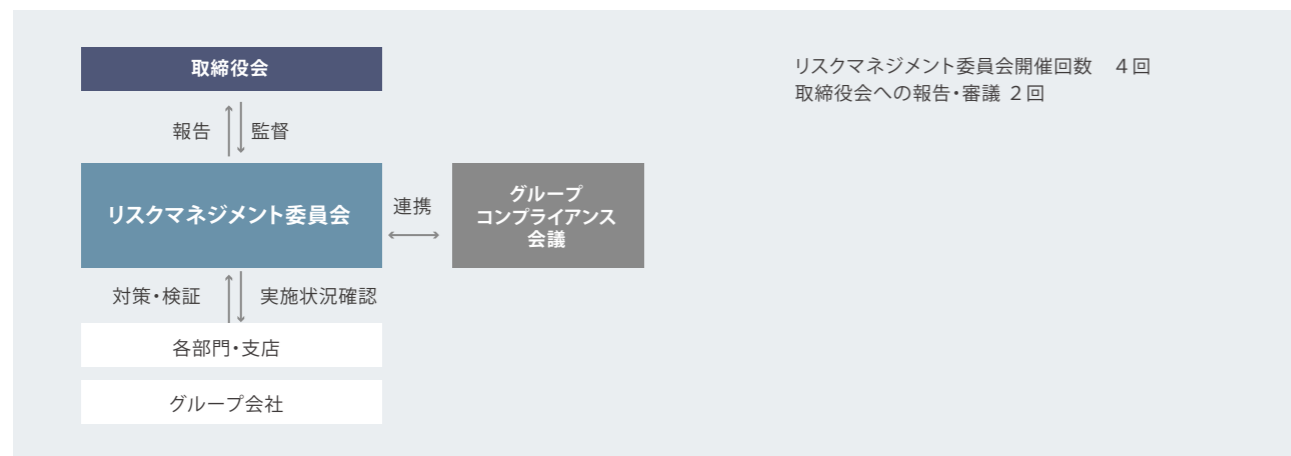 取締役会
報告
監督
リスクマネジメント委員会
連携
グループ
コンプライアンス
会議
対策・検証
実施状況確認
各部門・支店
グループ会社
リスクマネジメント委員会開催回数　4回
取締役会への報告・審議 2回